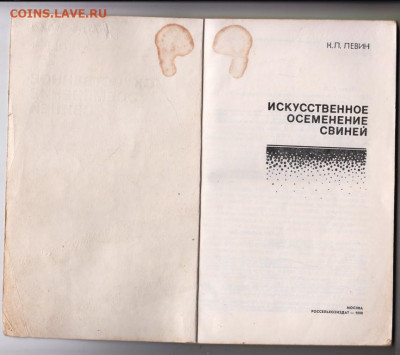 COINS.LAVE.RU
К.Л. ЛЕВИН
ИСКУССТВЕННОЕ
ОСЕМЕНЕНИЕ
СВИНЕЙ
МОСКВА
РОССЕЛЬХОЗИЗДАТ —